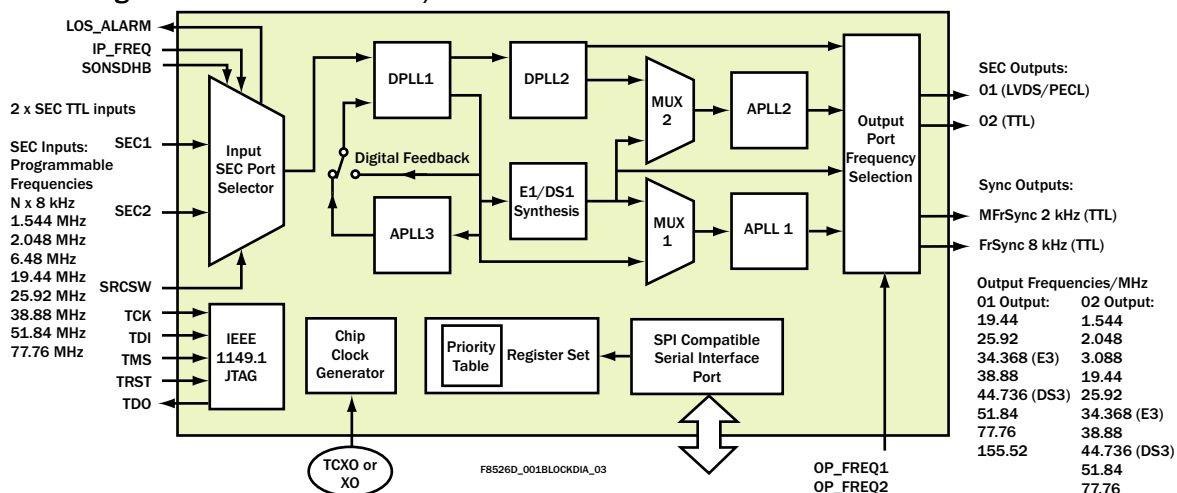 LOS_ALARM
IP_FREQ
SONSDHB
2 x SEC TTL inputs
SEC Inputs:
Programmable
Frequencies
N x 8 kHz
1.544 MHz
2.048 MHz
6.48 MHz
19.44 MHz
25.92 MHz
38.88 MHz
51.84 MHz
77.76 MHz
SEC1
SEC2
SRCSW
TCK
TDI
TMS
TRST
TDO
Input
SEC Port
Selector
IEEE
1149.1
JTAG
Digital Feedback
DPLL1
APLL3
DPLL2
E1/DS1
Synthesis
MUX
2
MUX
1
APLL2
APLL 1
Output
Port
Frequency
Selection
Chip
Clock
Generator
TCXO or
XO
Priority
Table
Register Set
SPI Compatible
Serial Interface
Port
F8526D_001BLOCKDIA_03
OP_FREQ1
OP_FREQ2
SEC Outputs:
01 (LVDS/PECL)
02 (TTL)
Sync Outputs:
MFrSync 2 kHz (TTL)
FrSync 8 kHz (TTL)
Output Frequencies/MHz
01 Output: 02 Output:
19.44 1.544
25.92 2.048
34.368 (E3) 3.088
38.88 19.44
44.736 (DS3) 25.92
51.84 34.368 (E3)
77.76 38.88
155.52 44.736 (DS3)
51.84
77.76